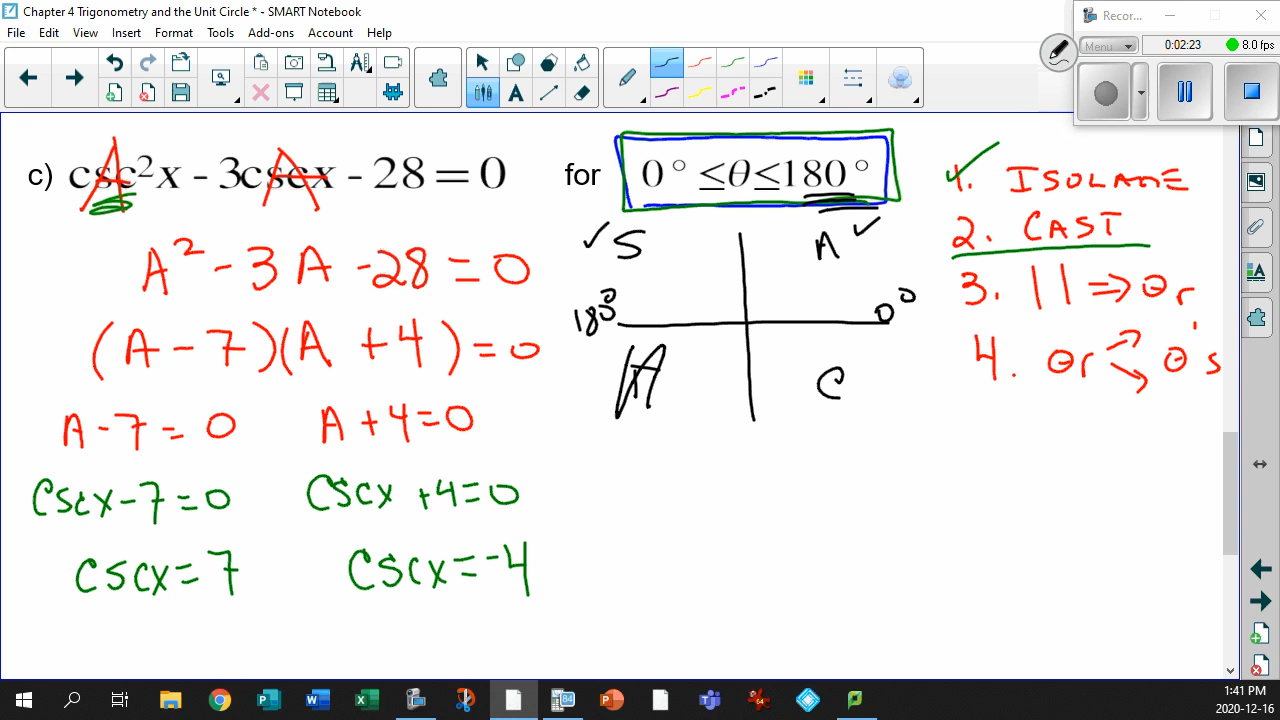 Chapter 4 Trigonometry and the Unit Circle * - SMART Notebook
File Edit View Insert Format Tools Add-ons Account Help
Recor...
Menu 0:02:23 8.0 fps
c) csc²x - 3cscx - 28 = 0 for 0° ≤θ≤180°
A A
A² - 3A - 28 = 0
(A - 7)(A + 4) = 0
A - 7 = 0 A + 4 = 0
cscx - 7 = 0 cscx + 4 = 0
cscx = 7 cscx = -4
✓ S A ✓
180° 0°
C
1. ISOLATE
2. CAST
3. || ⇒ θr
4. θr θ's
84
64
1:41 PM
2020-12-16